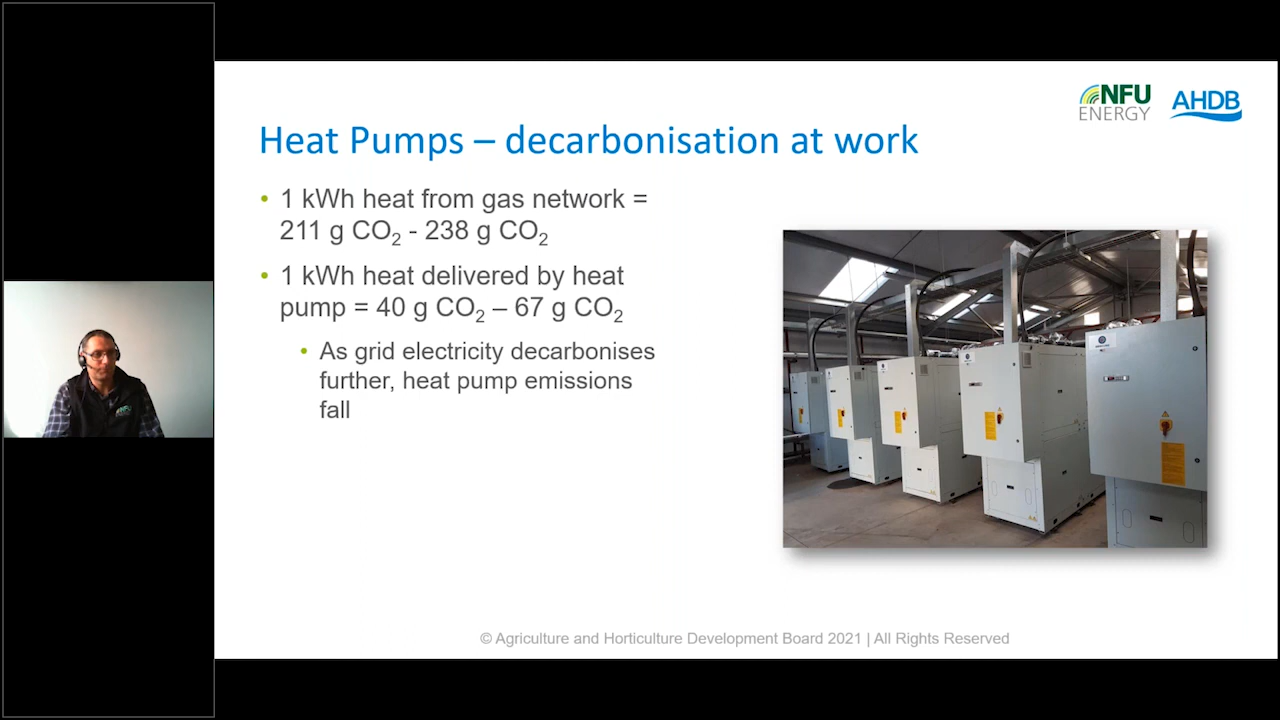 NFU
ENERGY
AHDB
Heat Pumps – decarbonisation at work
• 1 kWh heat from gas network =
211 g CO₂ - 238 g CO₂
• 1 kWh heat delivered by heat
pump = 40 g CO₂ – 67 g CO₂
• As grid electricity decarbonises
further, heat pump emissions
fall
© Agriculture and Horticulture Development Board 2021 | All Rights Reserved